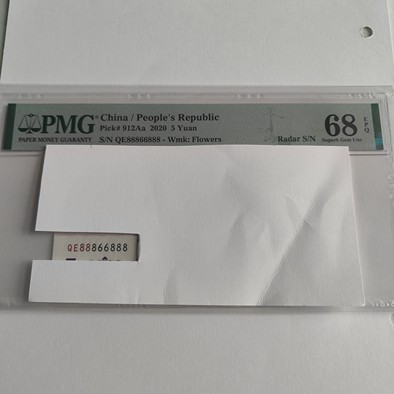 PMG
PAPER MONEY GUARANTY
China / People's Republic
Pick# 912Aa 2020 5 Yuan
S/N QE88866888 - Wmk: Flowers
Radar S/N
68 EPQ
Superb Gem Unc
QE88866888